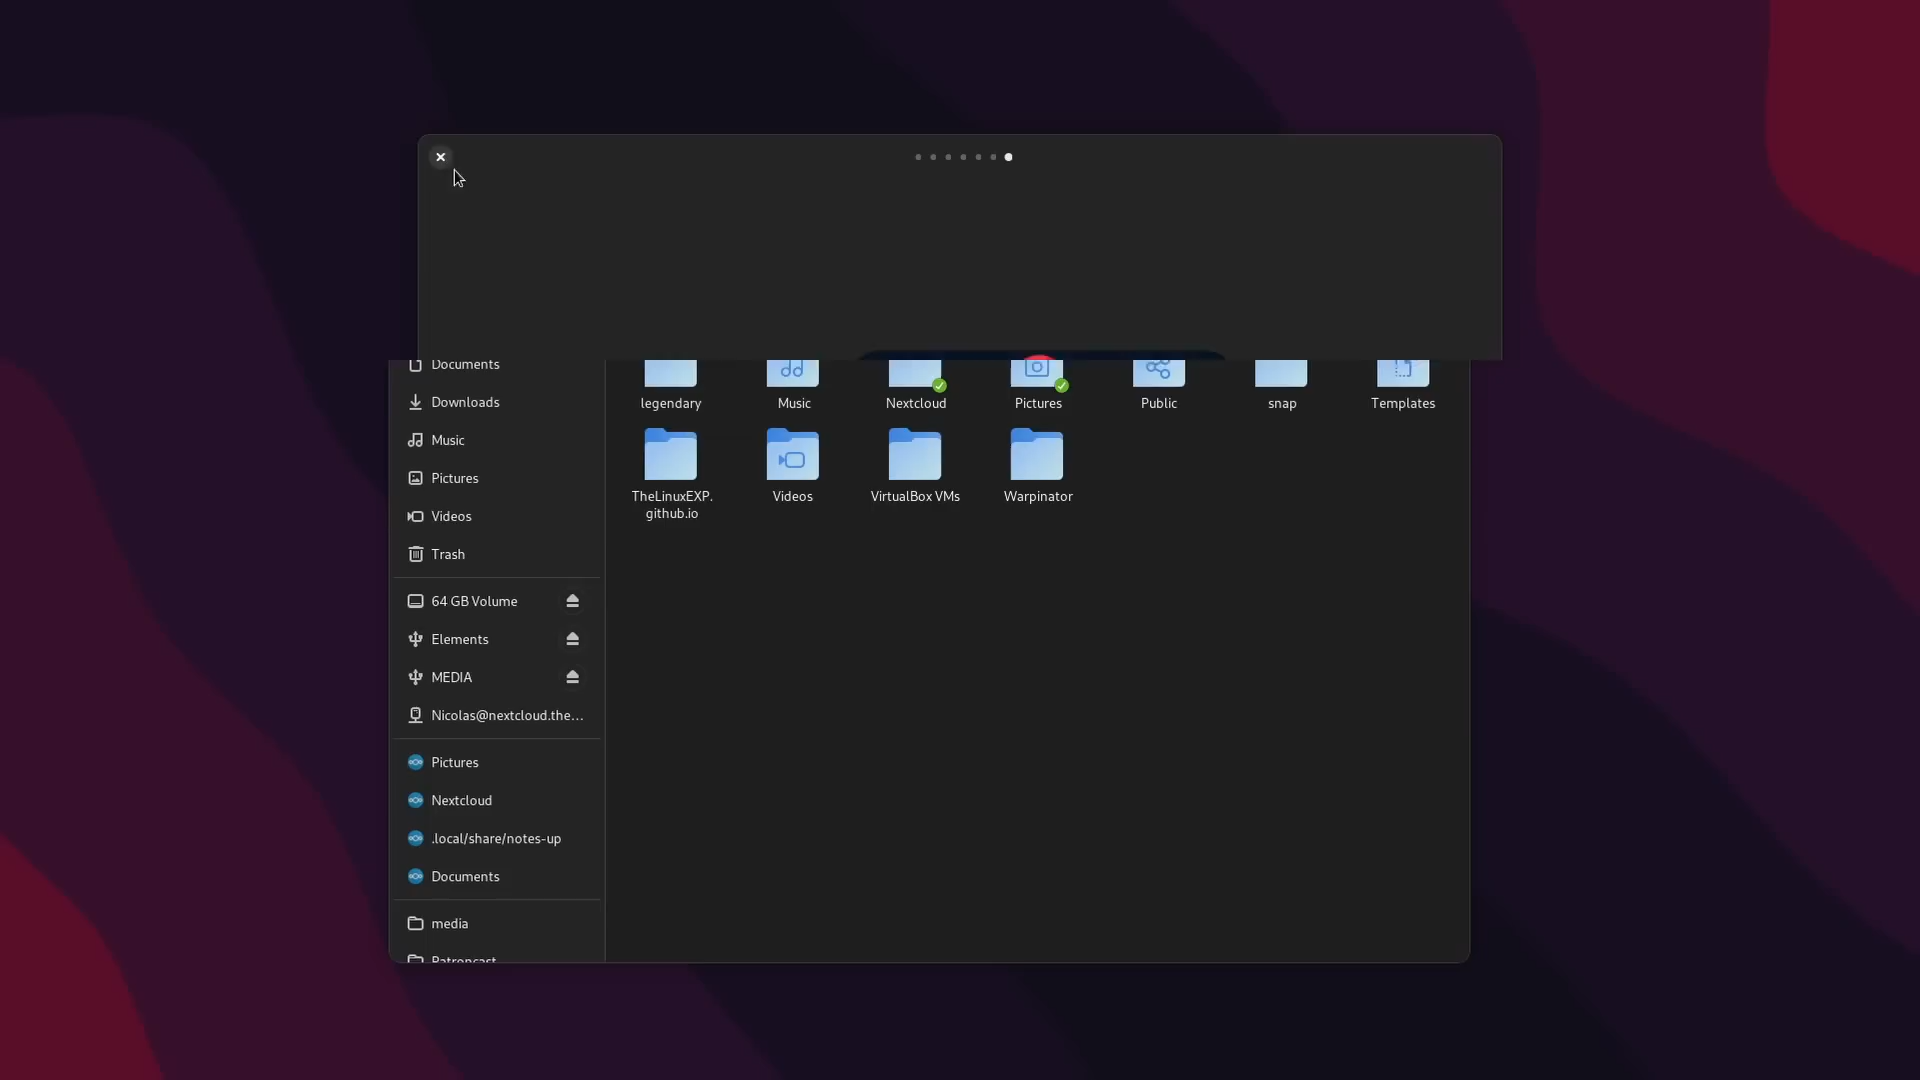 Documents
Downloads
Music
Pictures
Videos
Trash
64 GB Volume
Elements
MEDIA
Nicolas@nextcloud.the...
Pictures
Nextcloud
.local/share/notes-up
Documents
media
Patroncast
legendary
Music
Nextcloud
Pictures
Public
snap
Templates
TheLinuxEXP.
github.io
Videos
VirtualBox VMs
Warpinator